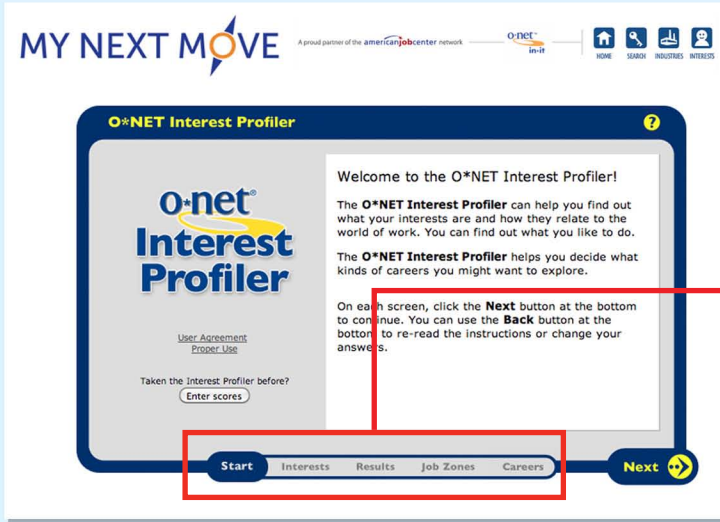 MY NEXT MOVE
A proud partner of the americanjobcenter network
o*net in-it
HOME SEARCH INDUSTRIES INTERESTS
O*NET Interest Profiler ?
o*net®
Interest
Profiler
User Agreement
Proper Use
Taken the Interest Profiler before?
Enter scores
Welcome to the O*NET Interest Profiler!
The O*NET Interest Profiler can help you find out
what your interests are and how they relate to the
world of work. You can find out what you like to do.
The O*NET Interest Profiler helps you decide what
kinds of careers you might want to explore.
On each screen, click the Next button at the bottom
to continue. You can use the Back button at the
bottom to re-read the instructions or change your
answers.
Start Interests Results Job Zones Careers
Next